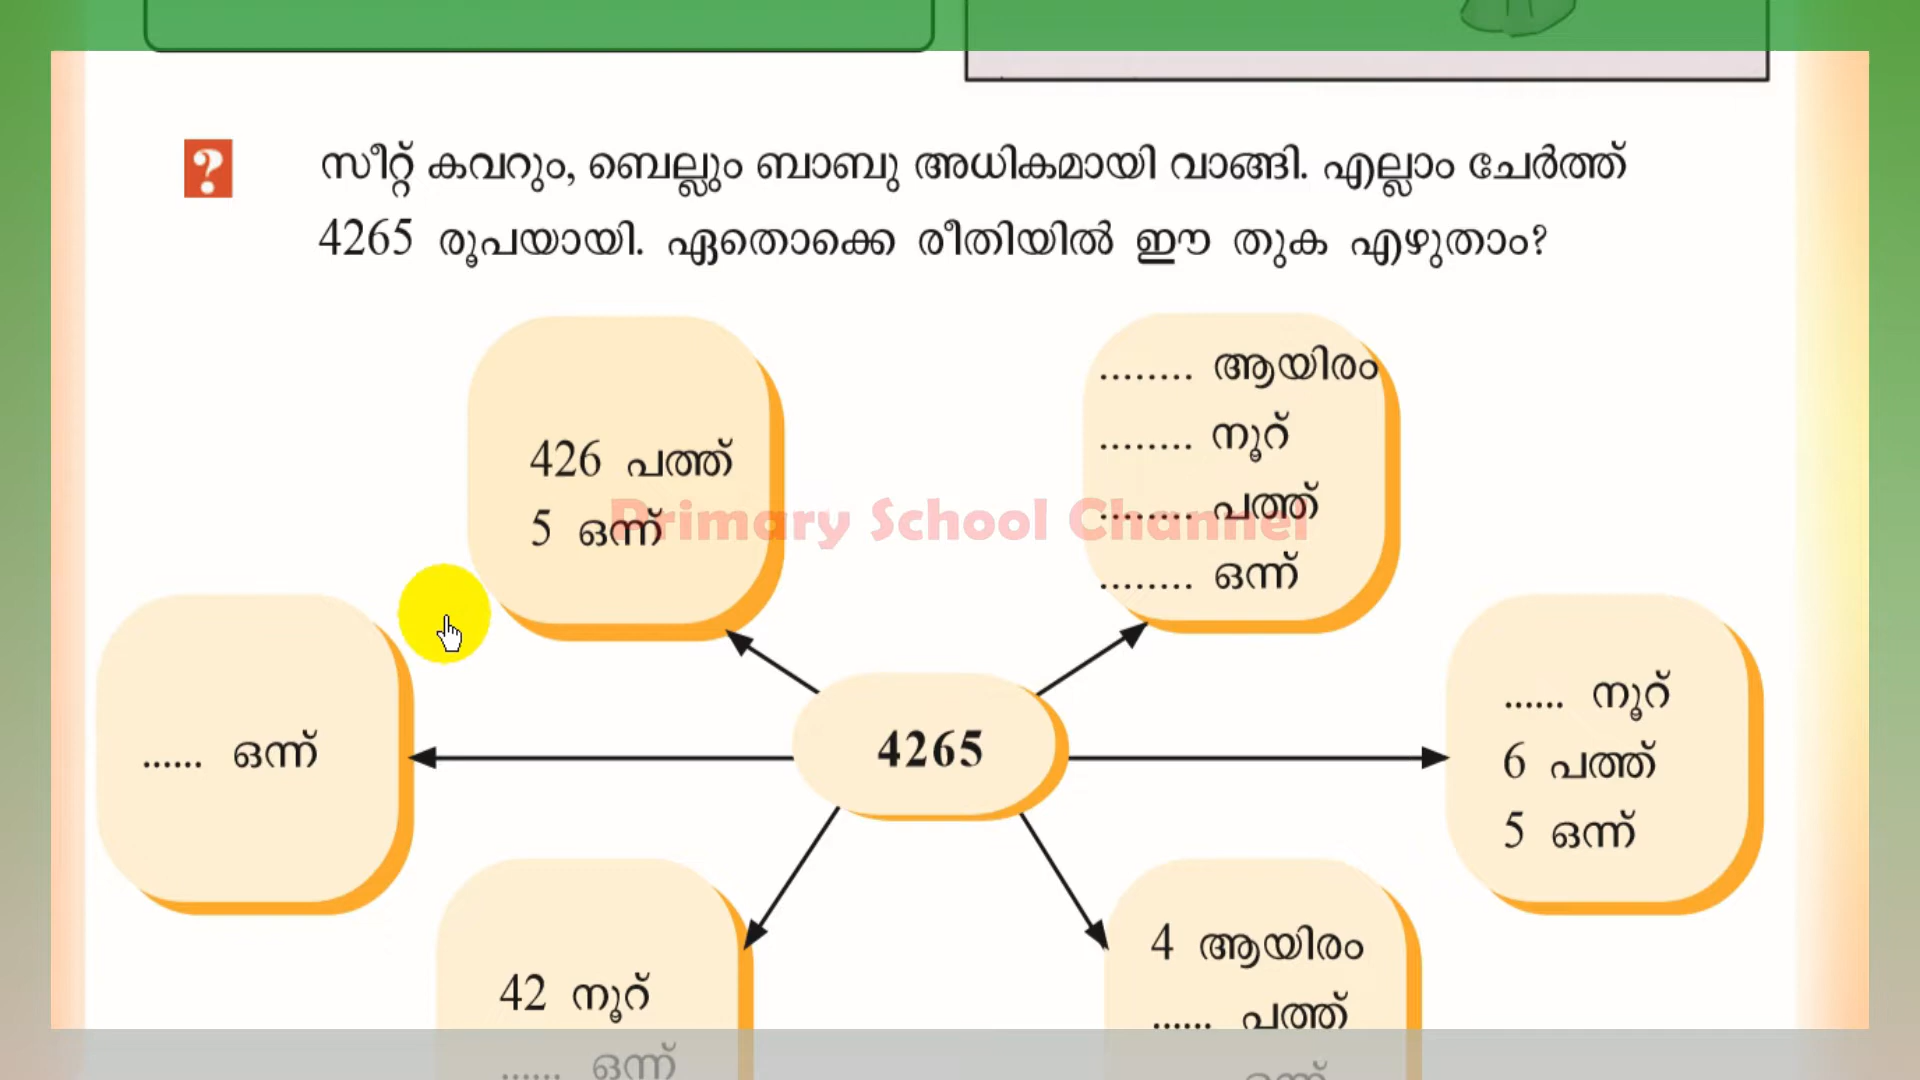 ?
സീറ്റ് കവറും, ബെല്ലും ബാബു അധികമായി വാങ്ങി. എല്ലാം ചേർത്ത്
4265 രൂപയായി. ഏതൊക്കെ രീതിയിൽ ഈ തുക എഴുതാം?
426 പത്ത്
5 ഒന്ന്
........ ആയിരം
........ നൂറ്
........ പത്ത്
........ ഒന്ന്
Primary School Channel
...... ഒന്ന്
4265
...... നൂറ്
6 പത്ത്
5 ഒന്ന്
42 നൂറ്
...... ഒന്ന്
4 ആയിരം
...... പത്ത്